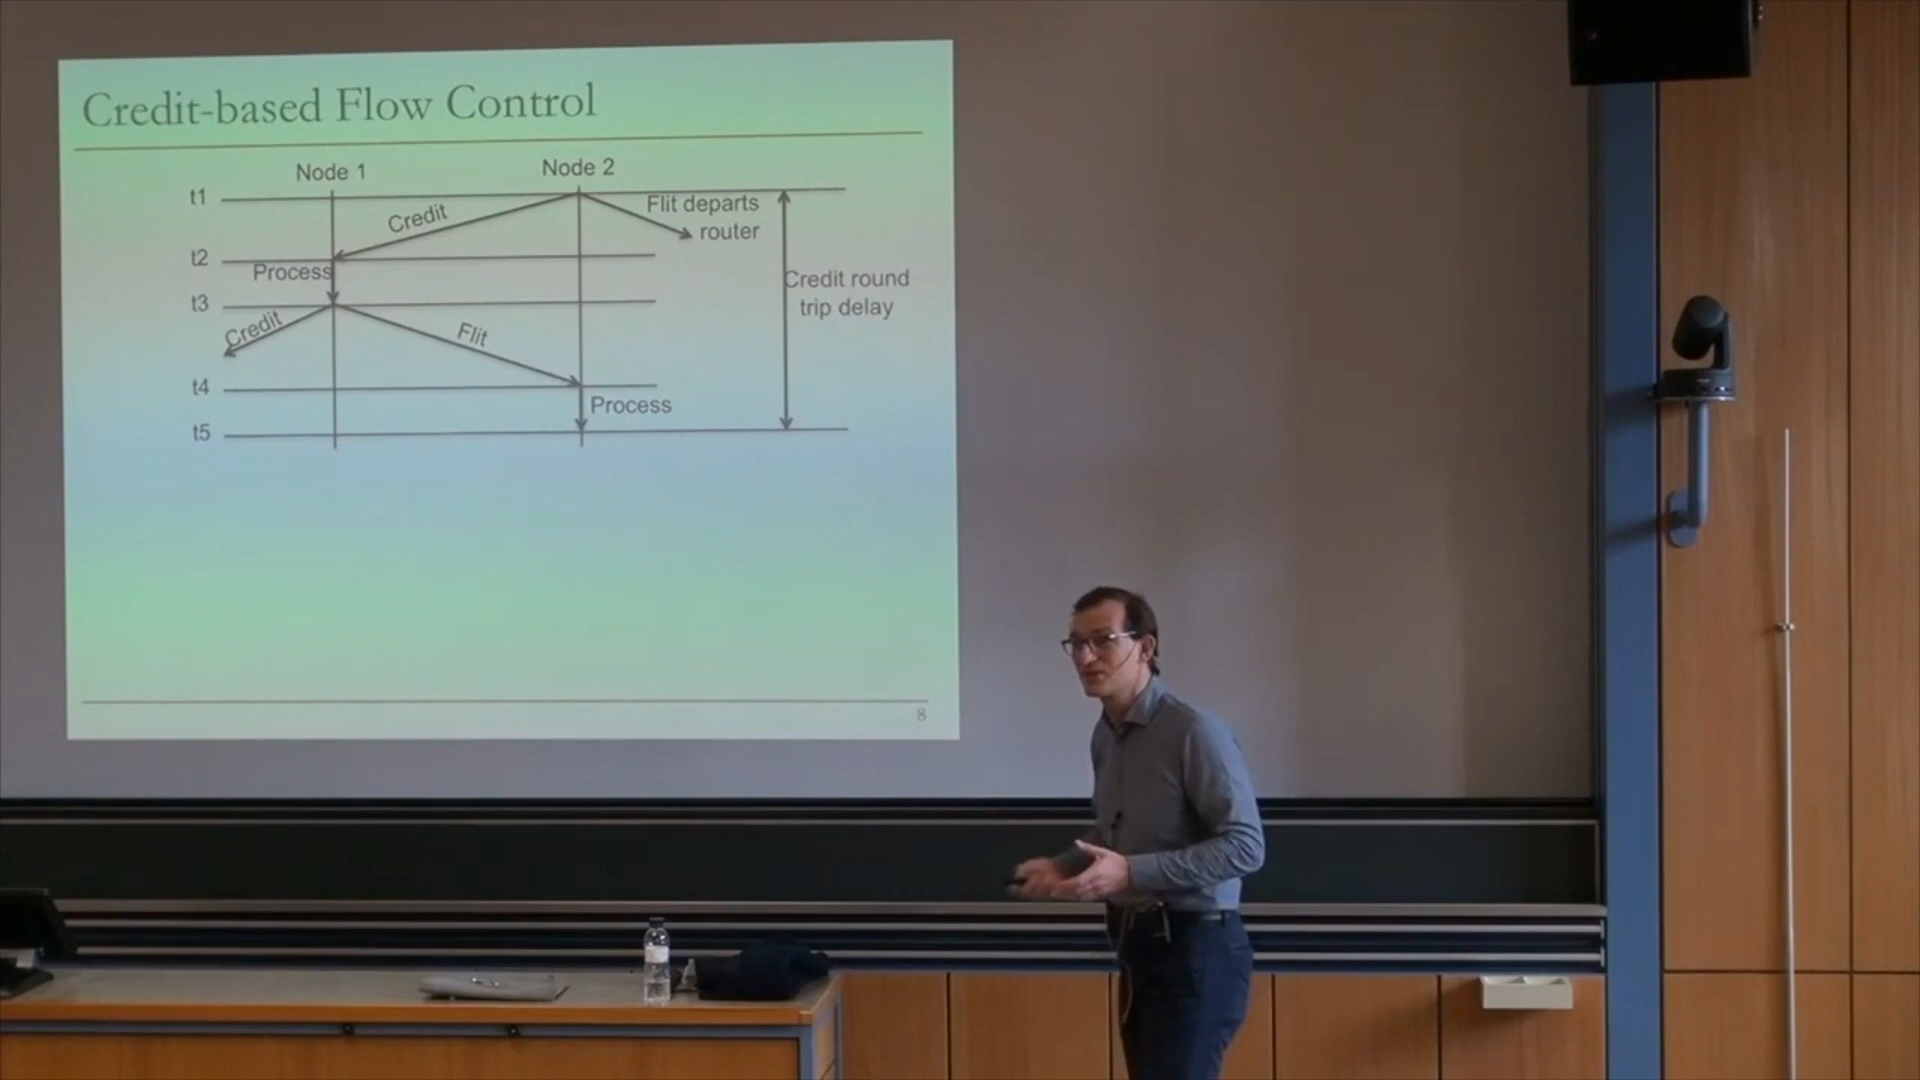 Credit-based Flow Control
Node 1
Node 2
t1
Credit
Flit departs
router
t2
Process
Credit round
trip delay
t3
Credit
Flit
t4
Process
t5
8